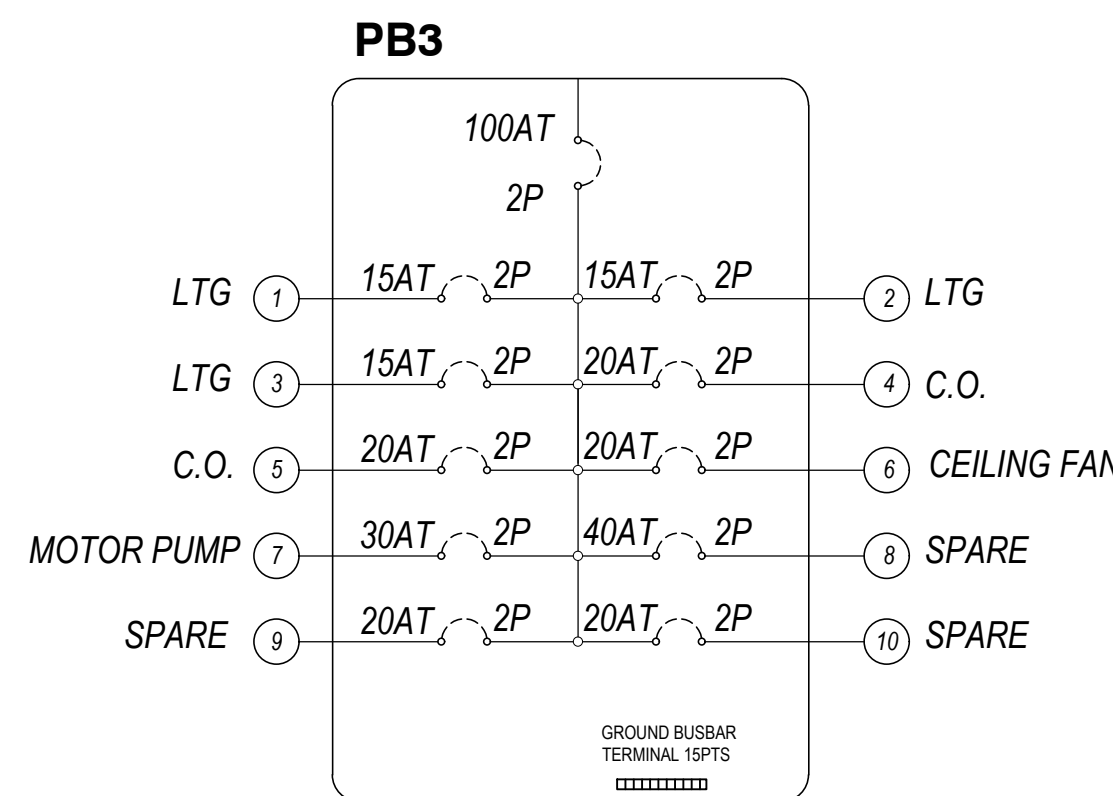 PB3
100AT
2P
LTG 1 15AT 2P 15AT 2P 2 LTG
LTG 3 15AT 2P 20AT 2P 4 C.O.
C.O. 5 20AT 2P 20AT 2P 6 CEILING FAN
MOTOR PUMP 7 30AT 2P 40AT 2P 8 SPARE
SPARE 9 20AT 2P 20AT 2P 10 SPARE
GROUND BUSBAR
TERMINAL 15PTS